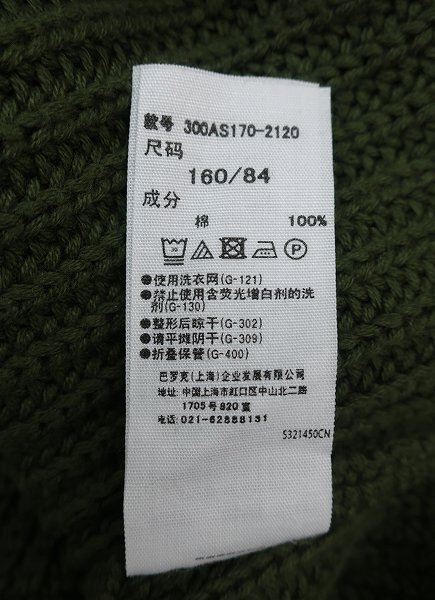 款号 300AS170-2120
尺码
160/84
成分
棉 100%
●使用洗衣网(G-121)
●禁止使用含荧光增白剂的洗
剂(G-130)
●整形后晾干(G-302)
●请平摊阴干(G-309)
●折叠保管(G-400)
巴罗克(上海)企业发展有限公司
地址: 中国上海市虹口区中山北二路
1705号820室
电话: 021-62888131
S321450CN